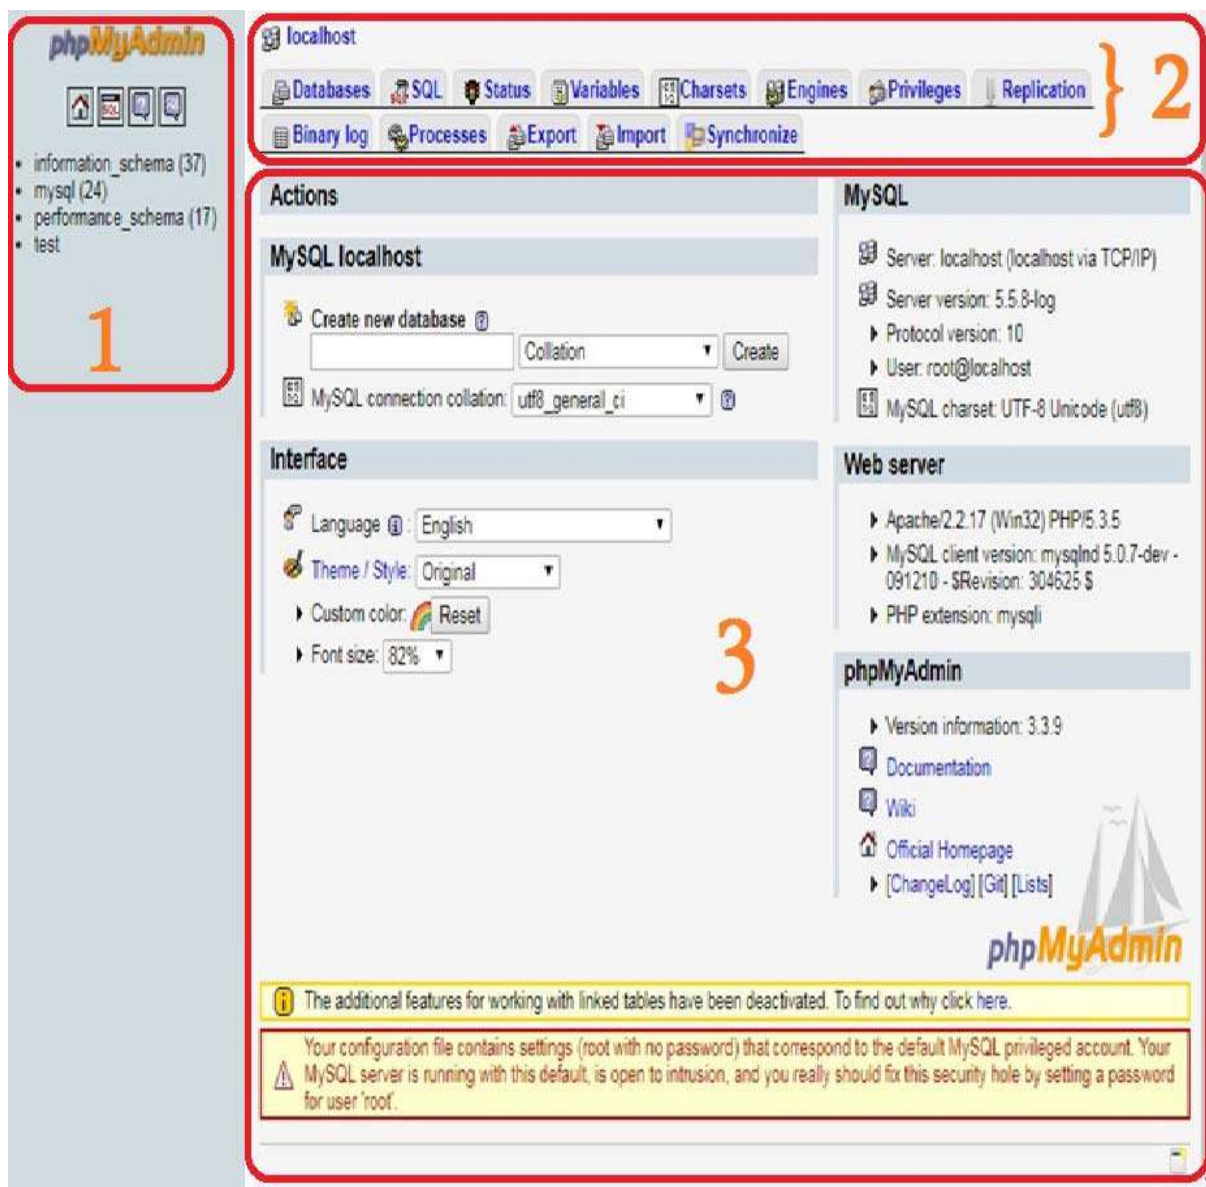 phpMyAdmin
SQL
information_schema (37)
mysql (24)
performance_schema (17)
test
1
localhost
Databases SQL Status Variables Charsets Engines Privileges Replication
Binary log Processes Export Import Synchronize
} 2
Actions
MySQL localhost
Create new database
Collation Create
MySQL connection collation: utf8_general_ci
Interface
Language : English
Theme / Style: Original
Custom color: Reset
Font size: 82%
3
MySQL
Server: localhost (localhost via TCP/IP)
Server version: 5.5.8-log
Protocol version: 10
User: root@localhost
MySQL charset: UTF-8 Unicode (utf8)
Web server
Apache/2.2.17 (Win32) PHP/5.3.5
MySQL client version: mysqlnd 5.0.7-dev -
091210 - $Revision: 304625 $
PHP extension: mysqli
phpMyAdmin
Version information: 3.3.9
Documentation
Wiki
Official Homepage
[ChangeLog] [Git] [Lists]
phpMyAdmin
The additional features for working with linked tables have been deactivated. To find out why click here.
Your configuration file contains settings (root with no password) that correspond to the default MySQL privileged account. Your
MySQL server is running with this default, is open to intrusion, and you really should fix this security hole by setting a password
for user 'root'.